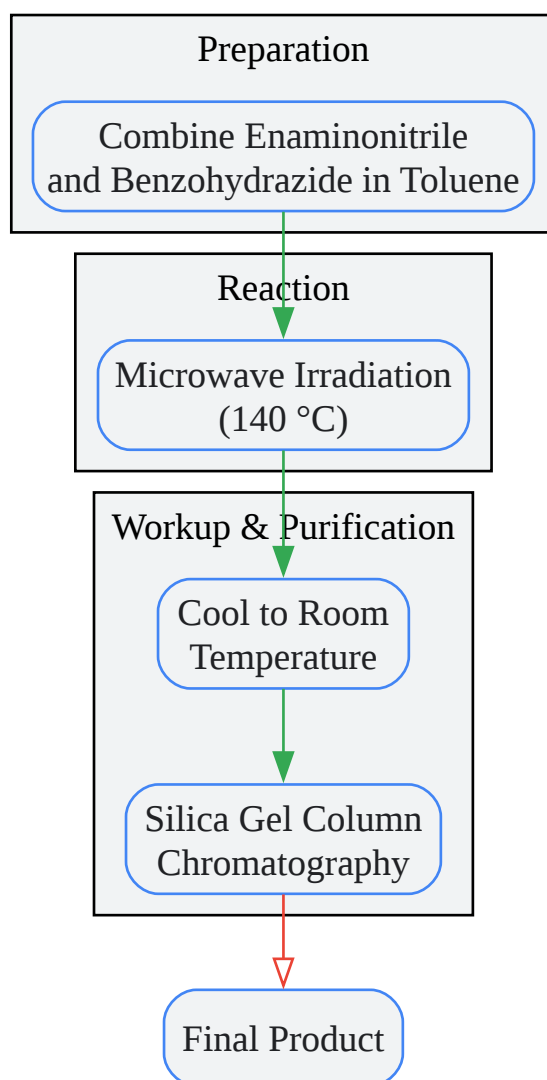 Preparation
Combine Enaminonitrile
and Benzohydrazide in Toluene
Reaction
Microwave Irradiation
(140 °C)
Workup & Purification
Cool to Room
Temperature
Silica Gel Column
Chromatography
Final Product